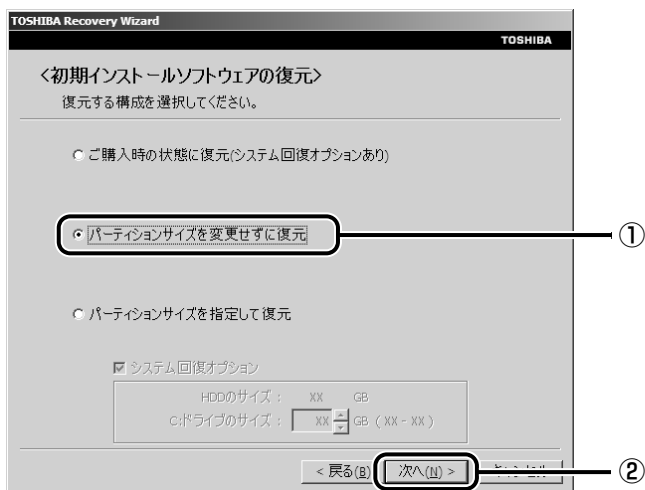 TOSHIBA Recovery Wizard
TOSHIBA
<初期インストールソフトウェアの復元>
復元する構成を選択してください。
ご購入時の状態に復元(システム回復オプションあり)
パーティションサイズを変更せずに復元
①
パーティションサイズを指定して復元
システム回復オプション
HDDのサイズ: XX GB
C:ドライブのサイズ: XX GB (XX - XX)
< 戻る(B) 次へ(N) >
②